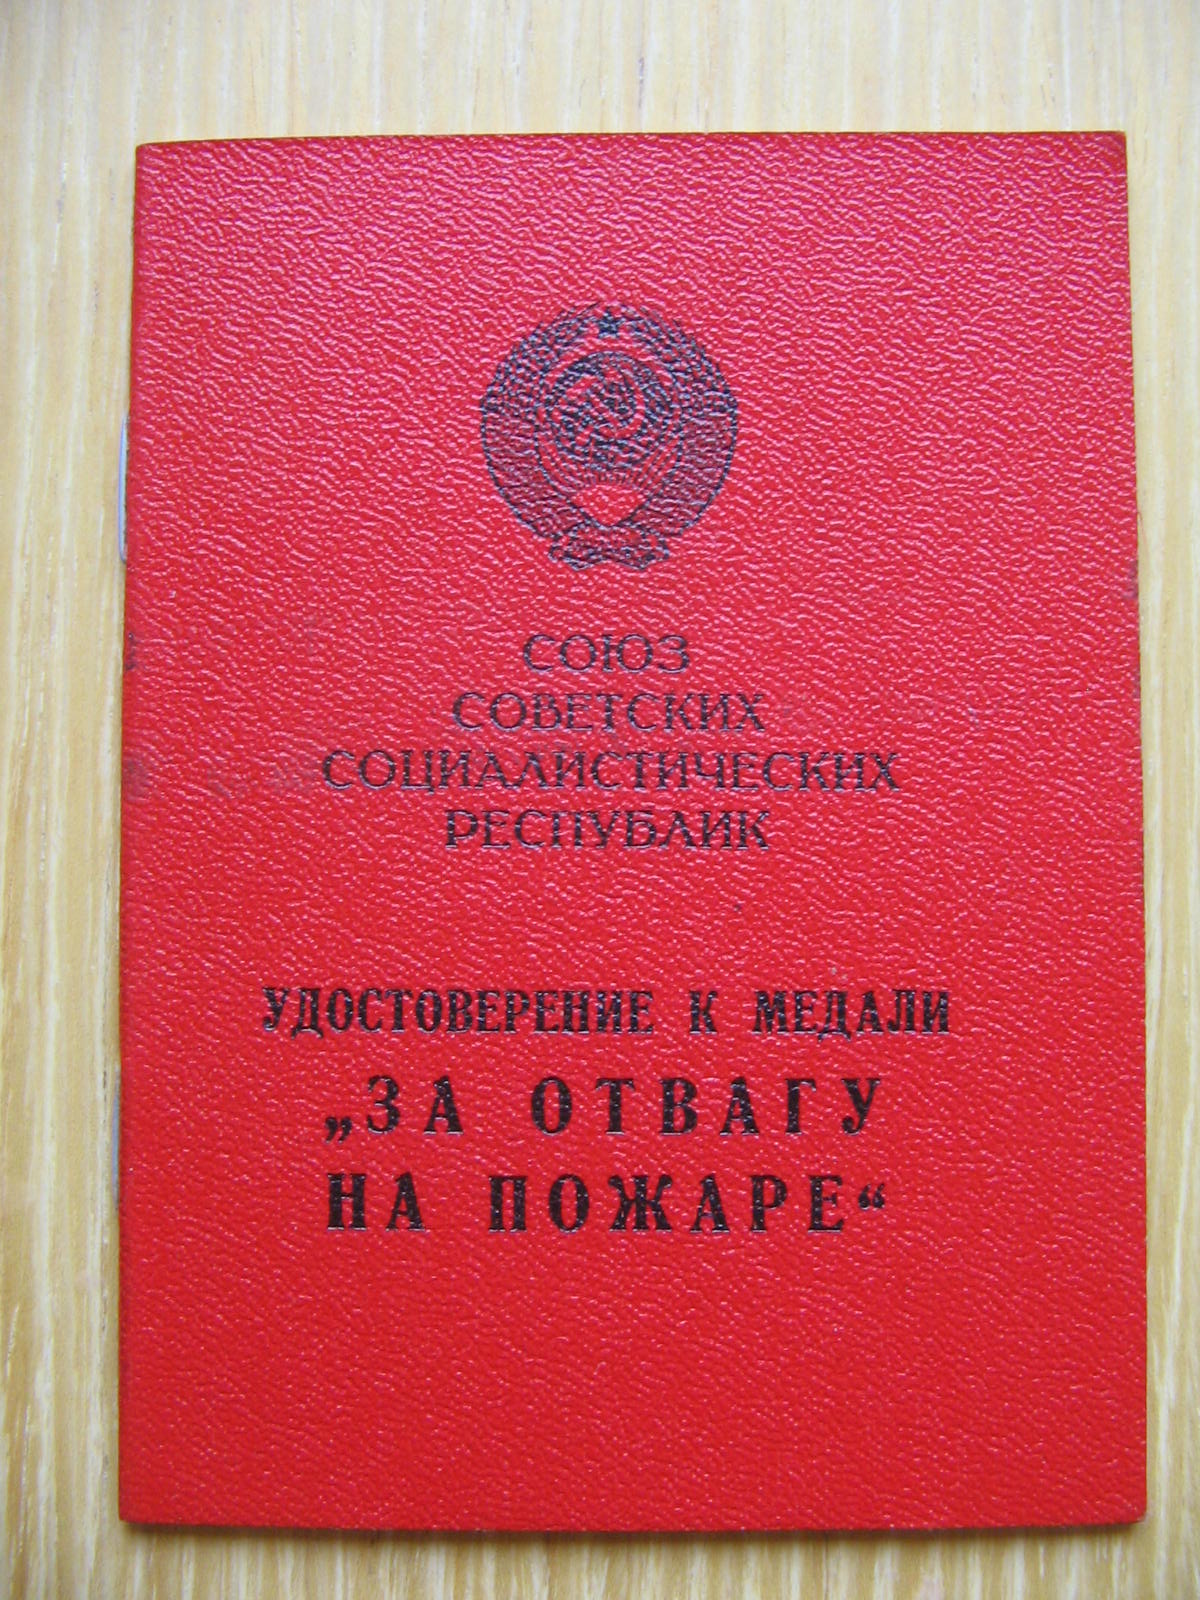 СОЮЗ
СОВЕТСКИХ
СОЦИАЛИСТИЧЕСКИХ
РЕСПУБЛИК
УДОСТОВЕРЕНИЕ К МЕДАЛИ
„ЗА ОТВАГУ
НА ПОЖАРЕ“